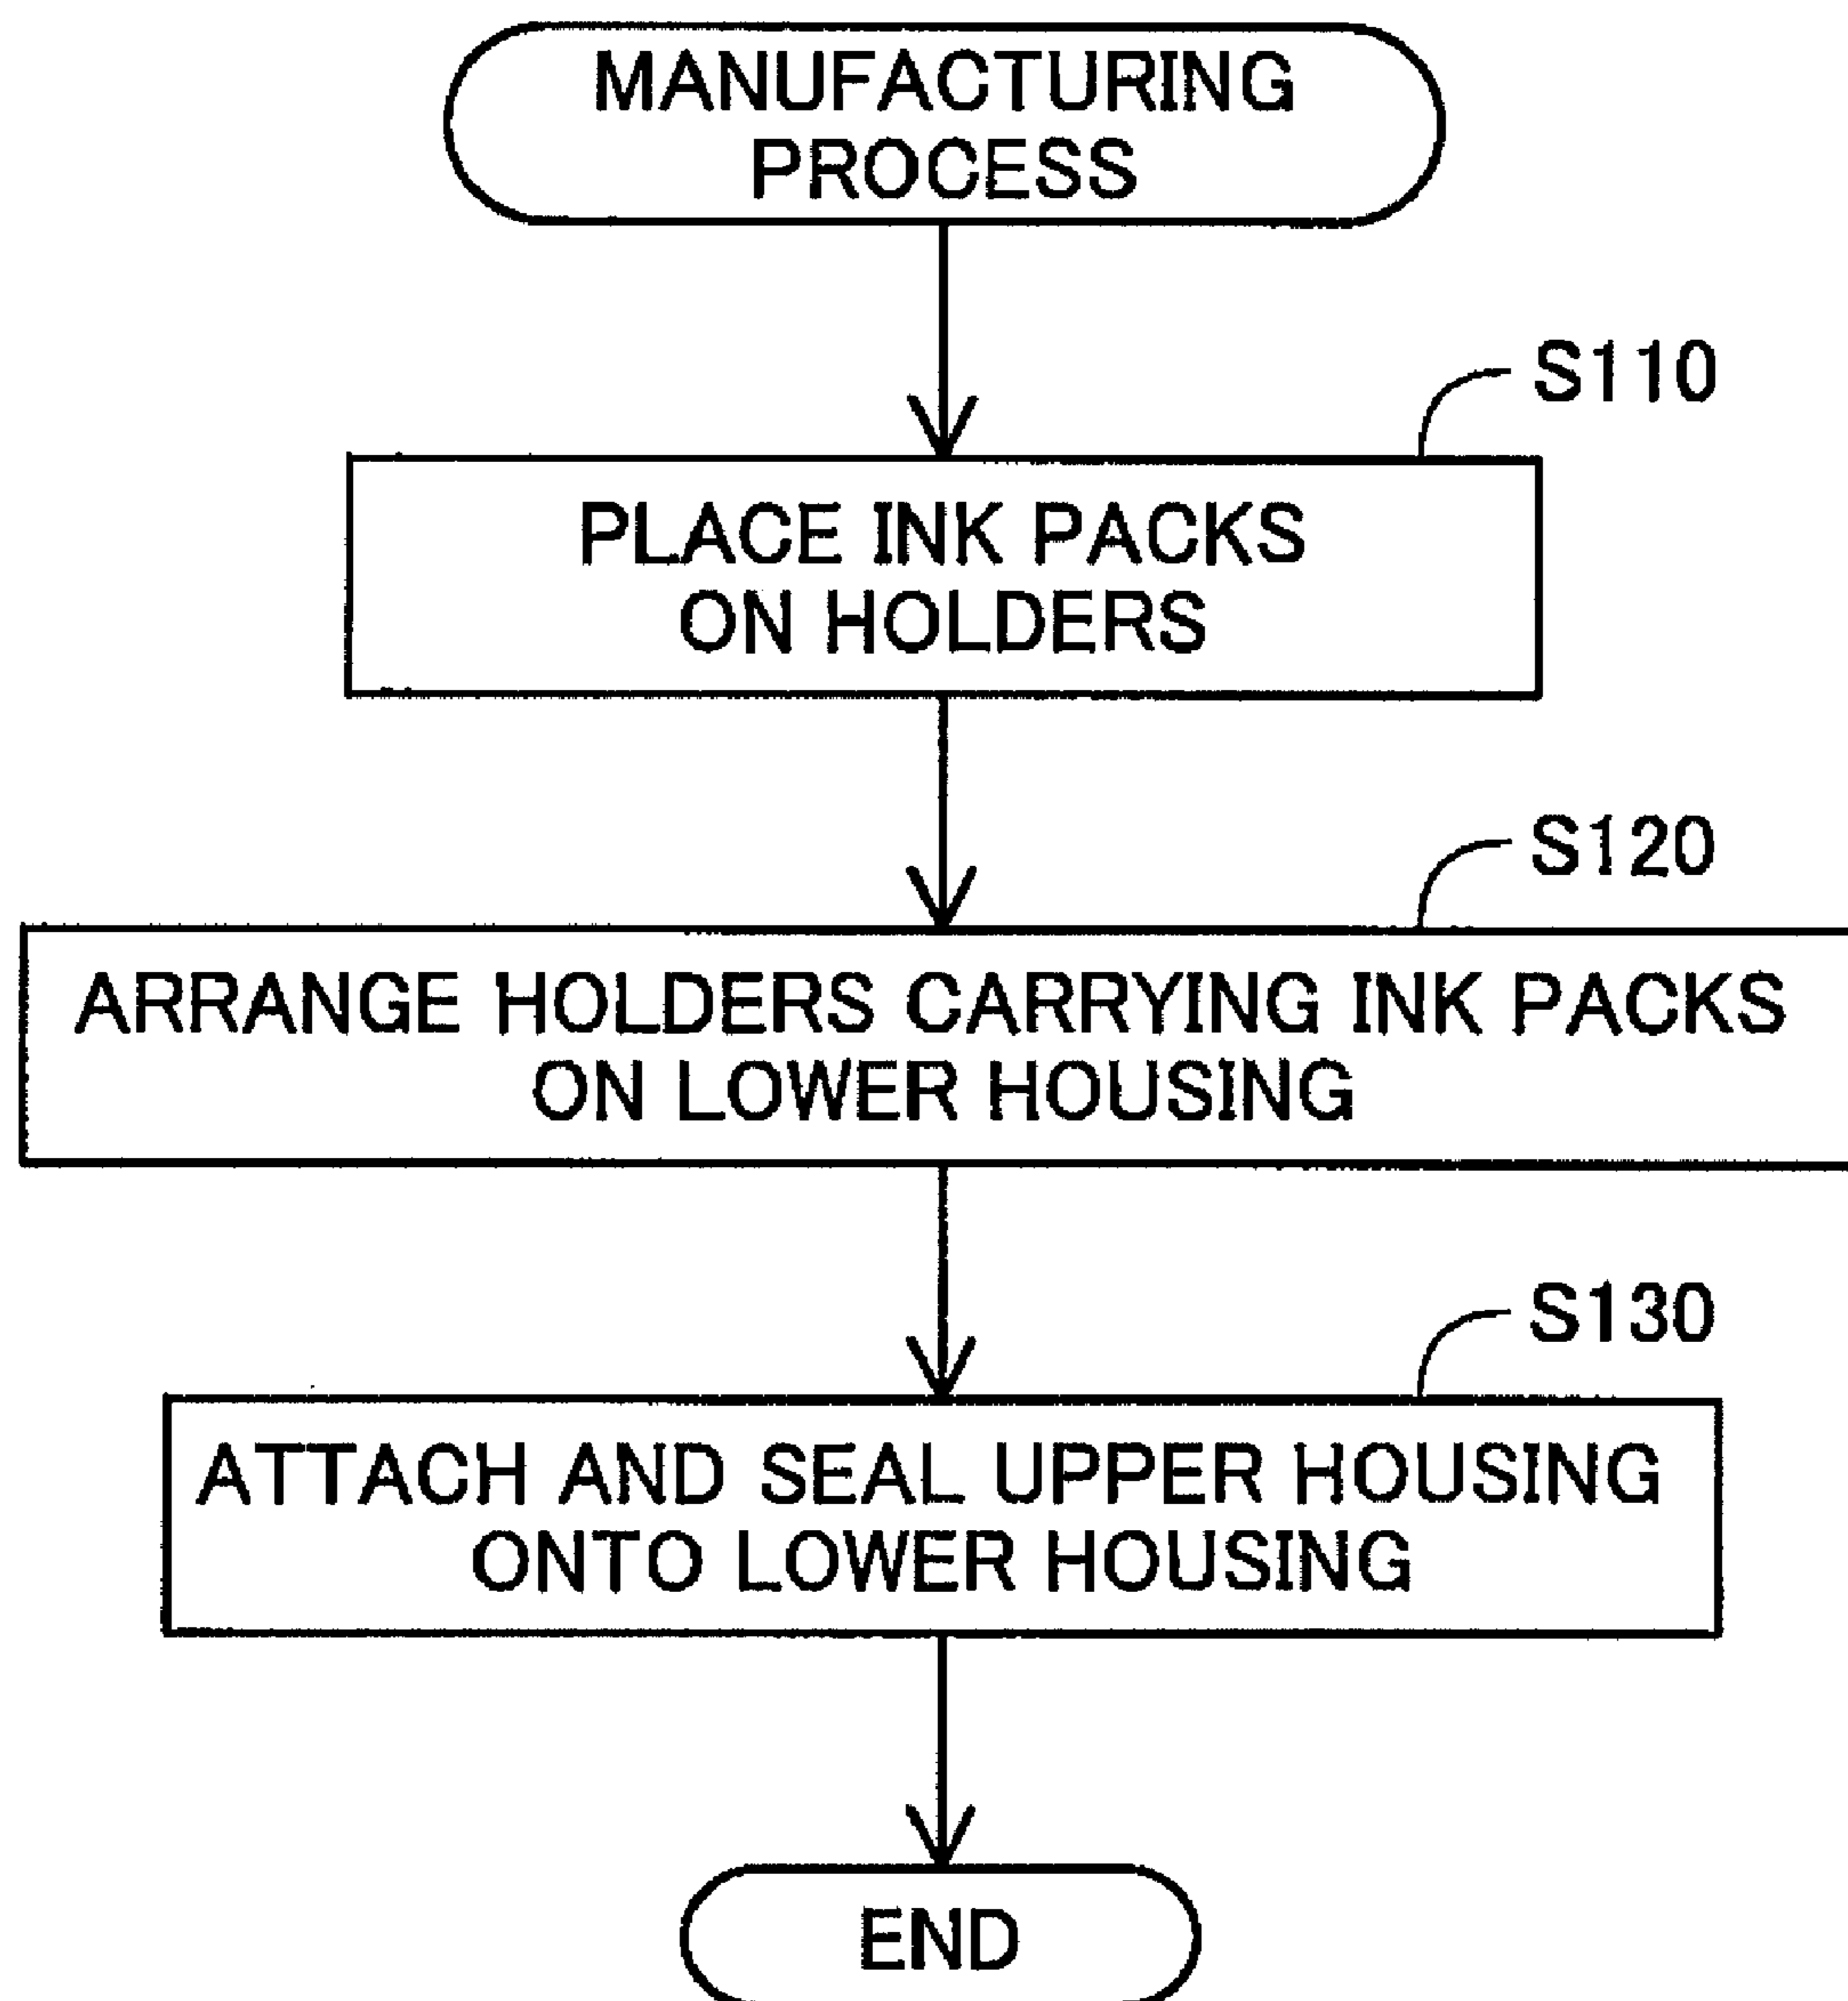 MANUFACTURING
PROCESS
S110
PLACE INK PACKS
ON HOLDERS
S120
ARRANGE HOLDERS CARRYING INK PACKS
ON LOWER HOUSING
S130
ATTACH AND SEAL UPPER HOUSING
ONTO LOWER HOUSING
END